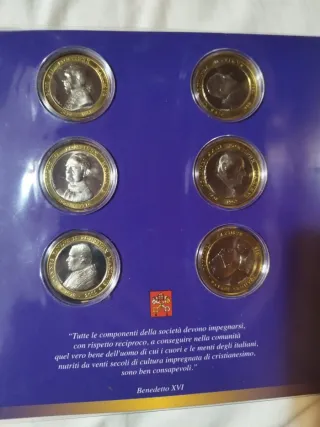 "Tutte le componenti della società devono impegnarsi,
con rispetto reciproco, a conseguire nella comunità
quel vero bene dell'uomo di cui i cuori e le menti degli italiani,
nutriti da venti secoli di cultura impregnata di cristianesimo,
sono ben consapevoli."
Benedetto XVI